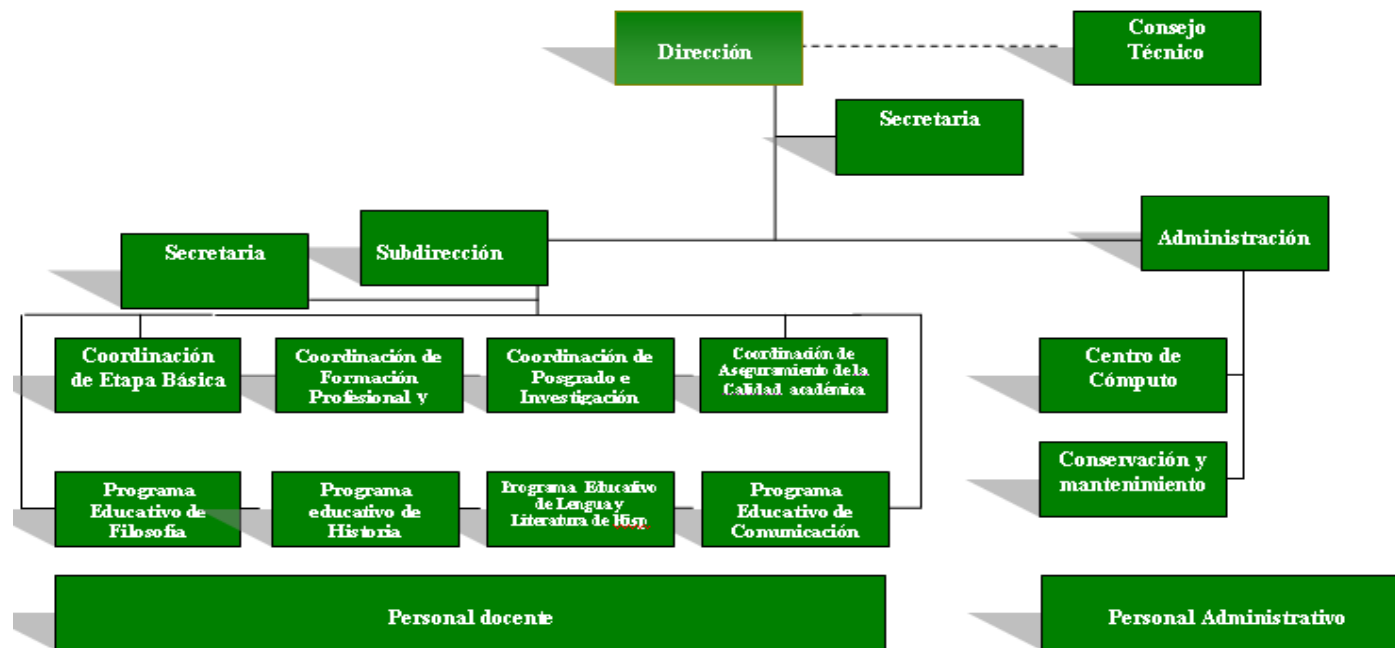 Dirección
Consejo
Técnico
Secretaria
Secretaria
Subdirección
Administración
Coordinación
de Etapa Básica
Coordinación de
Formación
Profesional y
Coordinación de
Posgrado e
Investigación
Coordinación de
Aseguramiento de la
Calidad académica
Centro de
Cómputo
Programa
Educativo de
Filosofía
Programa
educativo de
Historia
Programa Educativo
de Lengua y
Literatura de Hisp
Programa
Educativo de
Comunicación
Conservación y
mantenimiento
Personal docente
Personal Administrativo